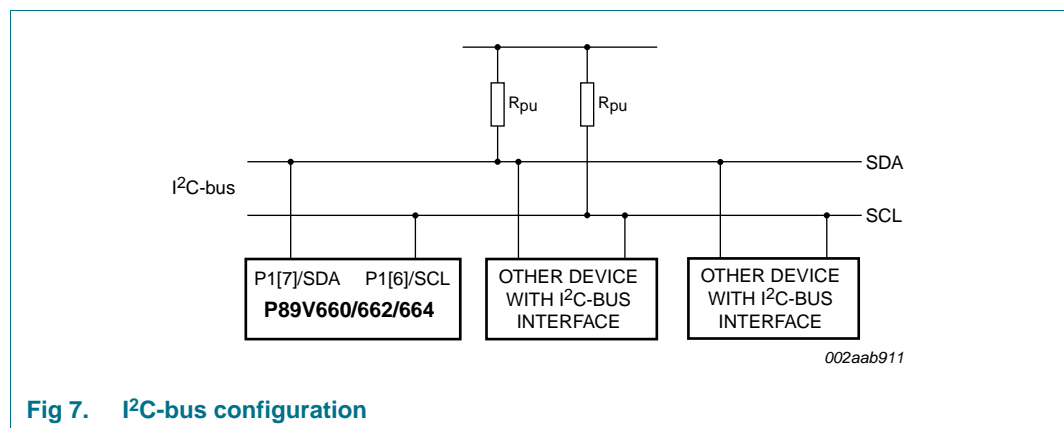 Rpu Rpu
SDA
I2C-bus
SCL
P1[7]/SDA P1[6]/SCL
P89V660/662/664
OTHER DEVICE
WITH I2C-BUS
INTERFACE
OTHER DEVICE
WITH I2C-BUS
INTERFACE
002aab911
Fig 7. I2C-bus configuration